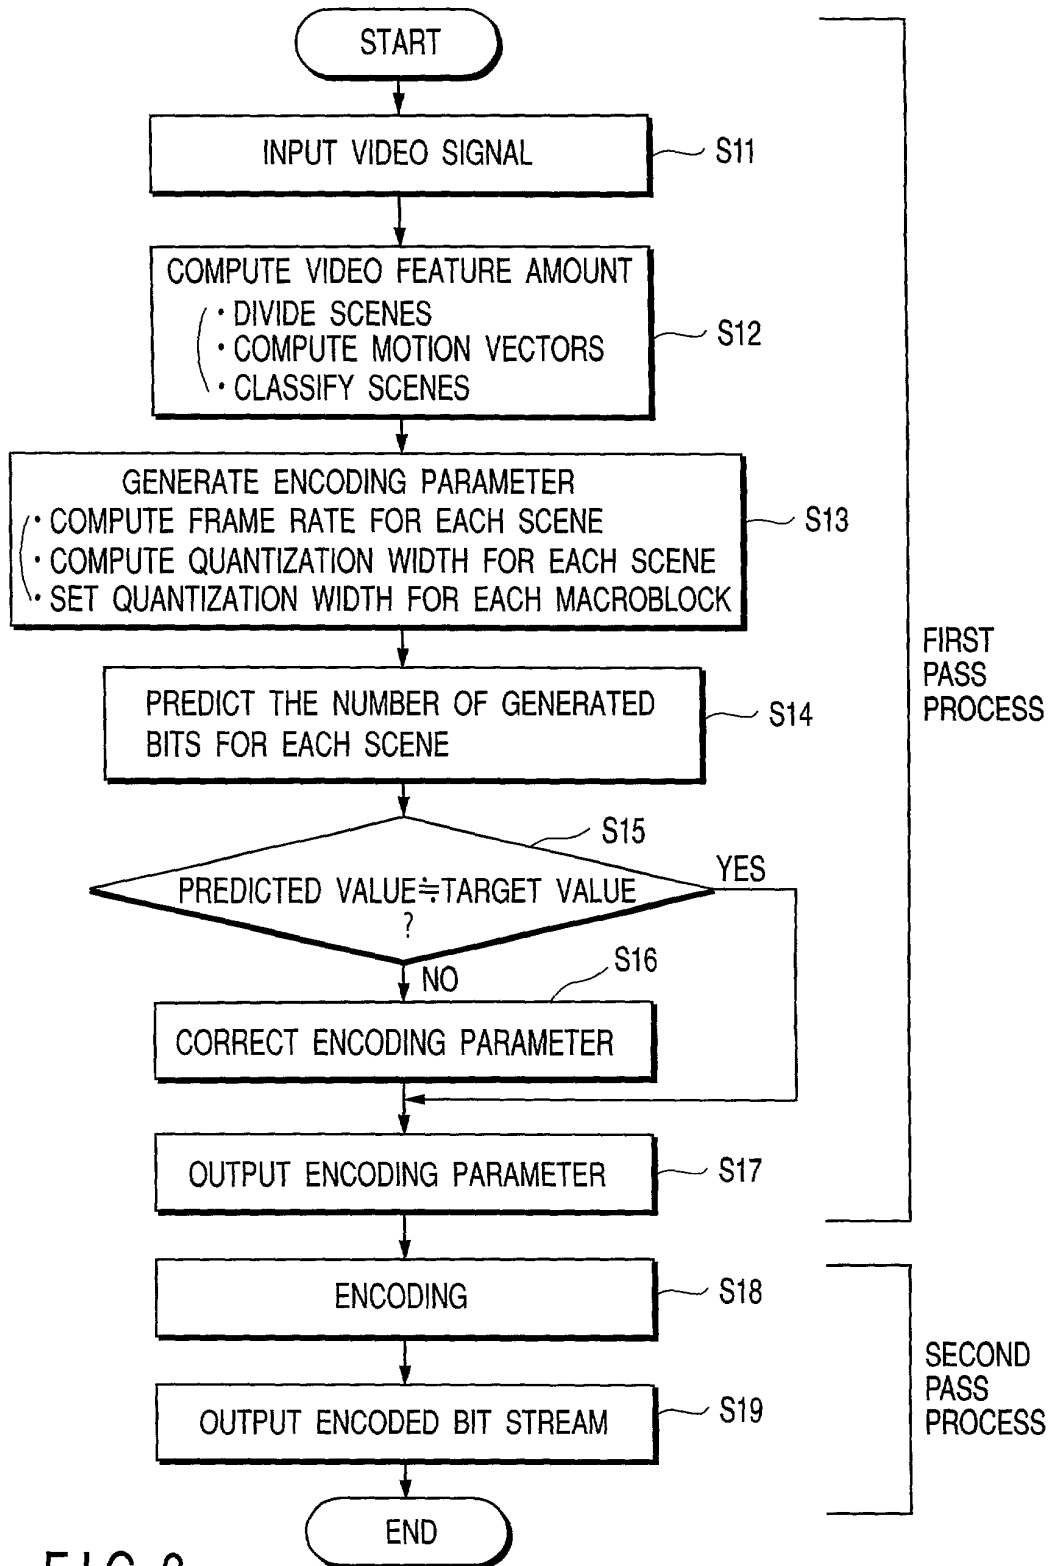 START
INPUT VIDEO SIGNAL
S11
COMPUTE VIDEO FEATURE AMOUNT
• DIVIDE SCENES
• COMPUTE MOTION VECTORS
• CLASSIFY SCENES
S12
GENERATE ENCODING PARAMETER
• COMPUTE FRAME RATE FOR EACH SCENE
• COMPUTE QUANTIZATION WIDTH FOR EACH SCENE
• SET QUANTIZATION WIDTH FOR EACH MACROBLOCK
S13
PREDICT THE NUMBER OF GENERATED
BITS FOR EACH SCENE
S14
S15
PREDICTED VALUE≒TARGET VALUE
?
YES
NO
S16
CORRECT ENCODING PARAMETER
OUTPUT ENCODING PARAMETER
S17
FIRST
PASS
PROCESS
ENCODING
S18
OUTPUT ENCODED BIT STREAM
S19
SECOND
PASS
PROCESS
END